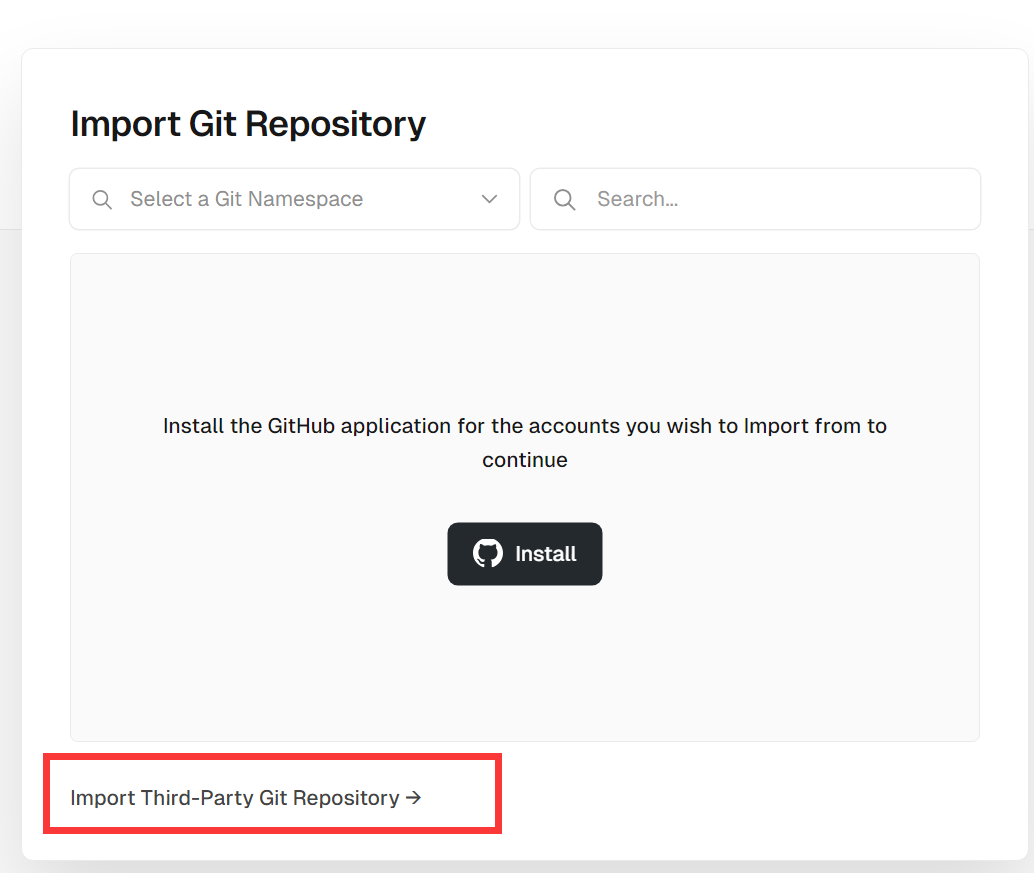 Import Git Repository
Select a Git Namespace
Search...
Install the GitHub application for the accounts you wish to Import from to
continue
Install
Import Third-Party Git Repository →